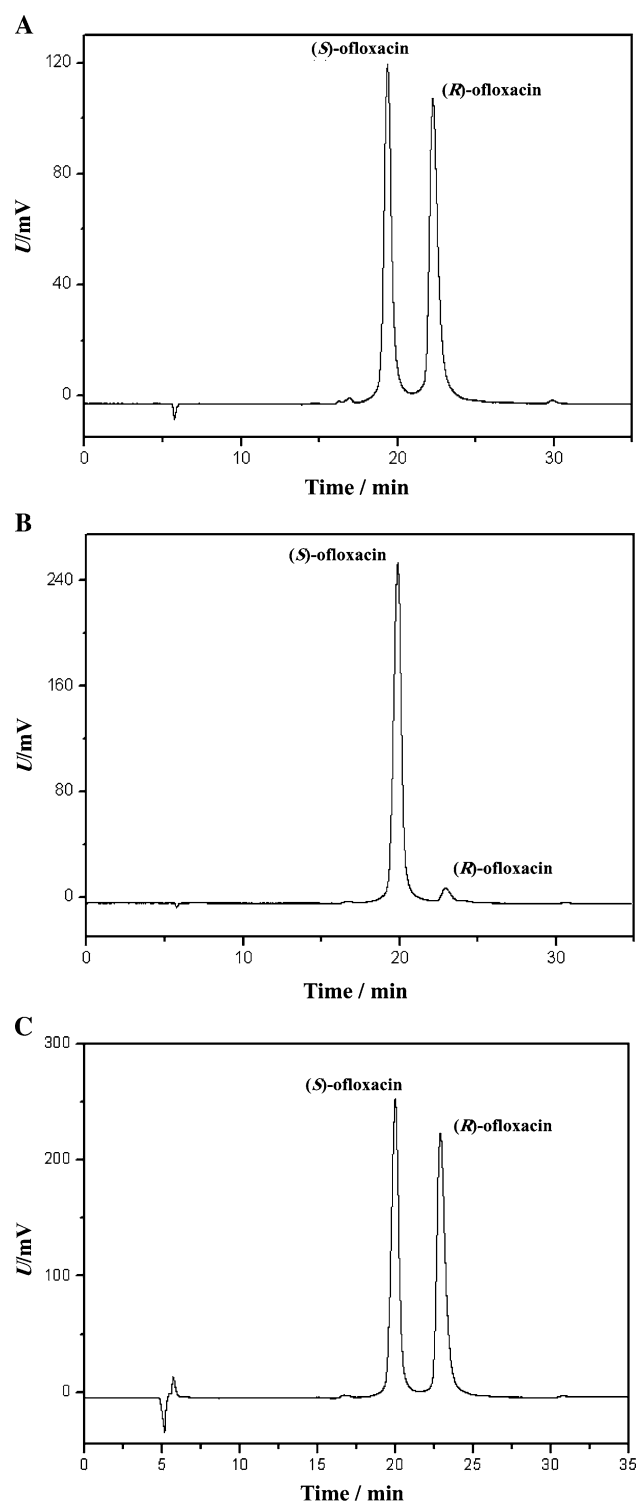 A
(S)-ofloxacin
(R)-ofloxacin
120
80
40
0
U/mV
0 10 20 30
Time / min
B
(S)-ofloxacin
(R)-ofloxacin
240
160
80
0
U/mV
0 10 20 30
Time / min
C
300
(S)-ofloxacin
(R)-ofloxacin
200
100
0
U/mV
0 5 10 15 20 25 30 35
Time / min